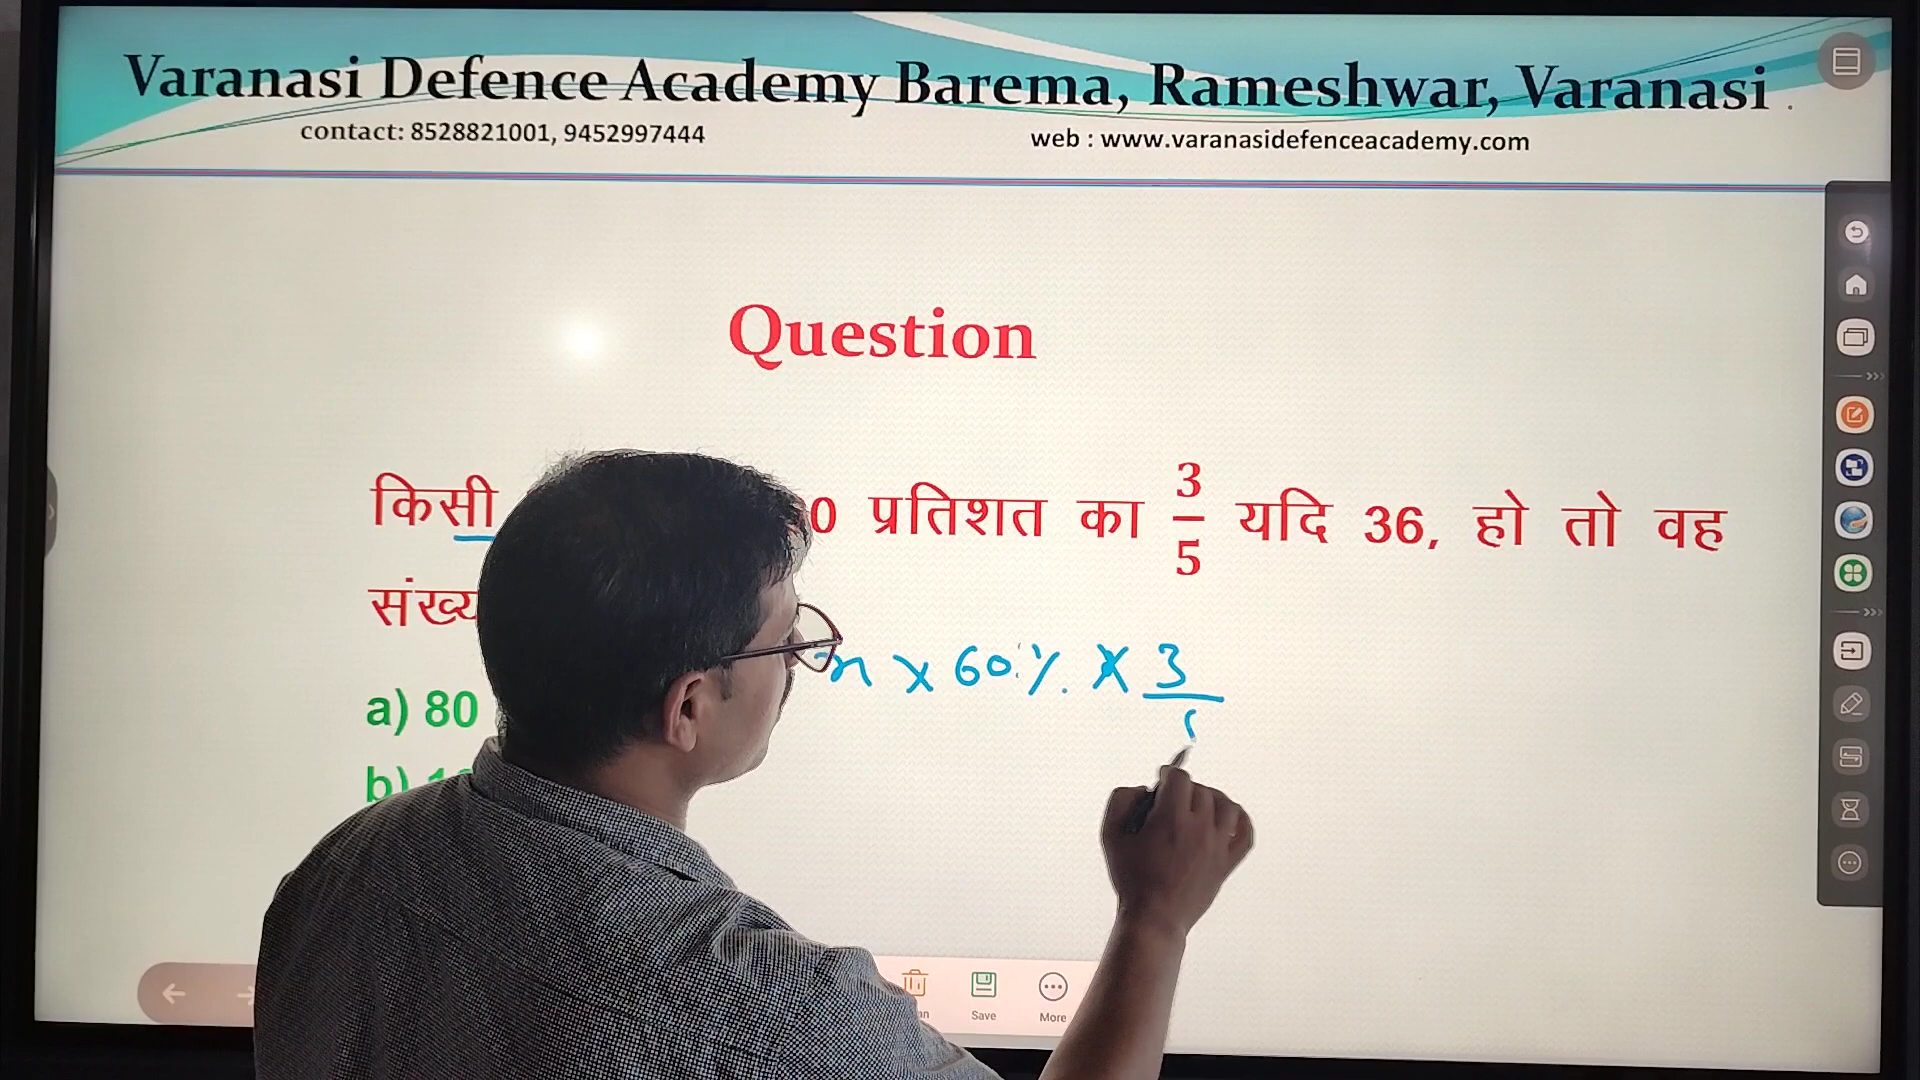 Varanasi Defence Academy Barema, Rameshwar, Varanasi .
contact: 8528821001, 9452997444
web : www.varanasidefenceacademy.com
Question
किसी 0 प्रतिशत का 3/5 यदि 36, हो तो वह
x × 60% × 3
a) 80
b)
Save
More